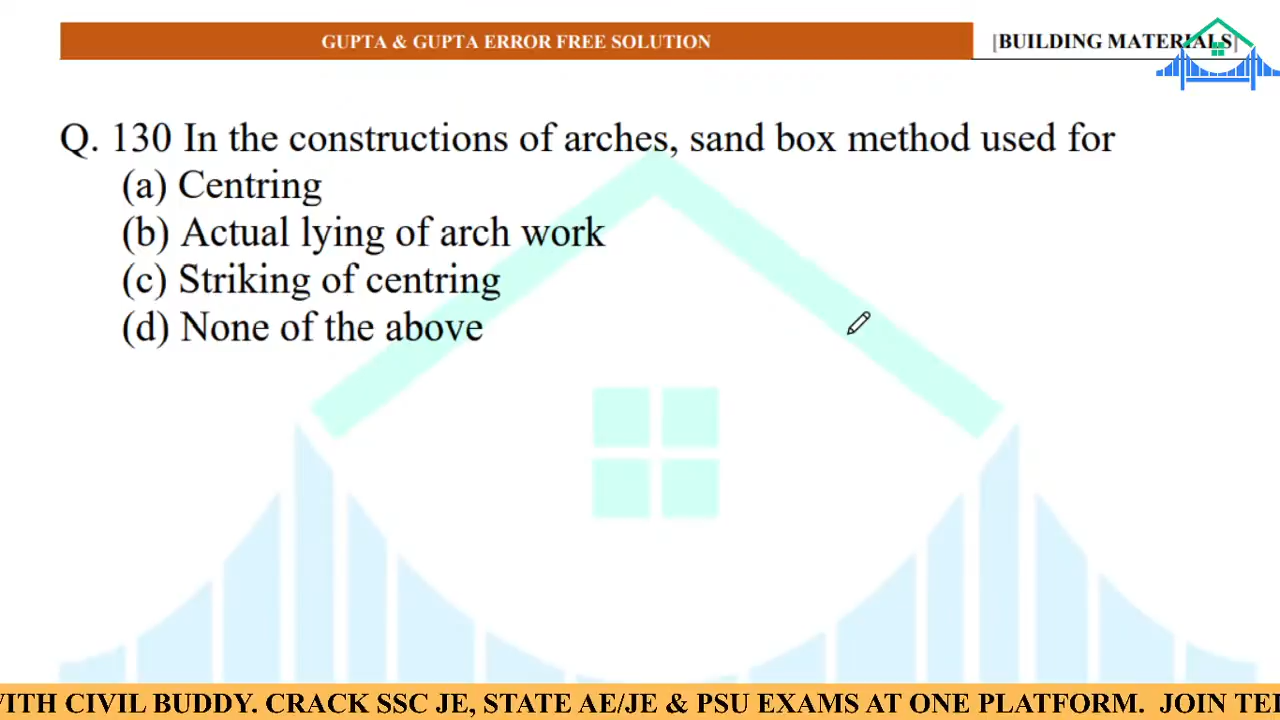 GUPTA & GUPTA ERROR FREE SOLUTION
[BUILDING MATERIALS]
Q. 130 In the constructions of arches, sand box method used for
(a) Centring
(b) Actual lying of arch work
(c) Striking of centring
(d) None of the above
WITH CIVIL BUDDY. CRACK SSC JE, STATE AE/JE & PSU EXAMS AT ONE PLATFORM. JOIN